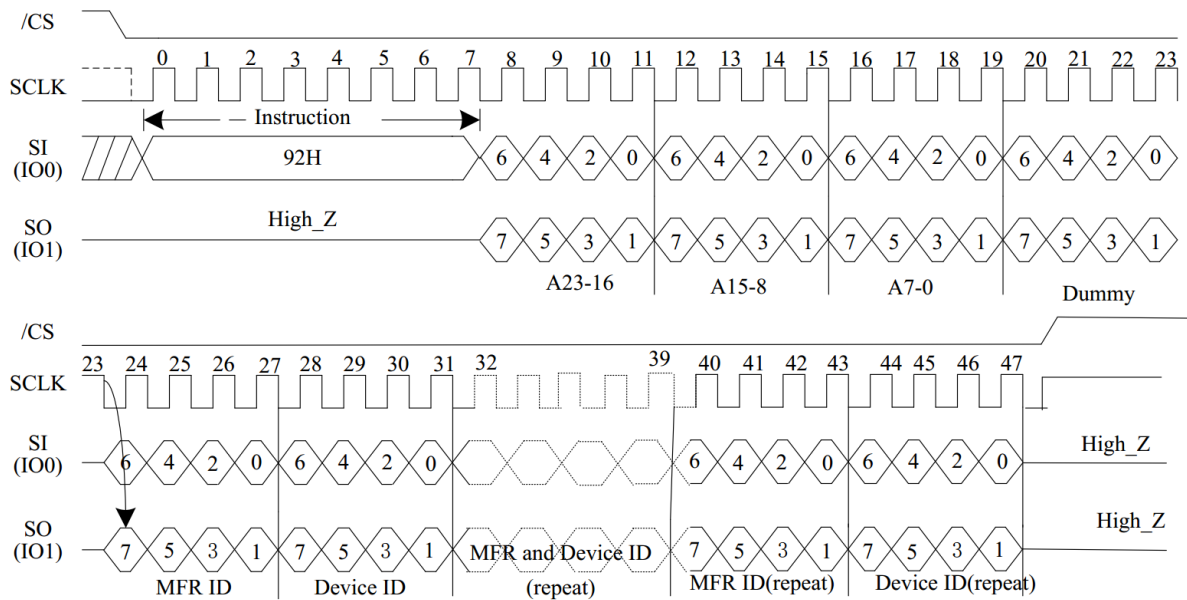 /CS
0 1 2 3 4 5 6 7 8 9 10 11 12 13 14 15 16 17 18 19 20 21 22 23
SCLK
Instruction
SI
(IO0)
92H 6 4 2 0 6 4 2 0 6 4 2 0 6 4 2 0
High_Z
SO
(IO1)
7 5 3 1 7 5 3 1 7 5 3 1 7 5 3 1
A23-16 A15-8 A7-0 Dummy
/CS
23 24 25 26 27 28 29 30 31 32 39 40 41 42 43 44 45 46 47
SCLK
SI
(IO0)
6 4 2 0 6 4 2 0 6 4 2 0 6 4 2 0 High_Z
SO
(IO1)
7 5 3 1 7 5 3 1 MFR and Device ID 7 5 3 1 7 5 3 1 High_Z
MFR ID Device ID (repeat) MFR ID(repeat) Device ID(repeat)